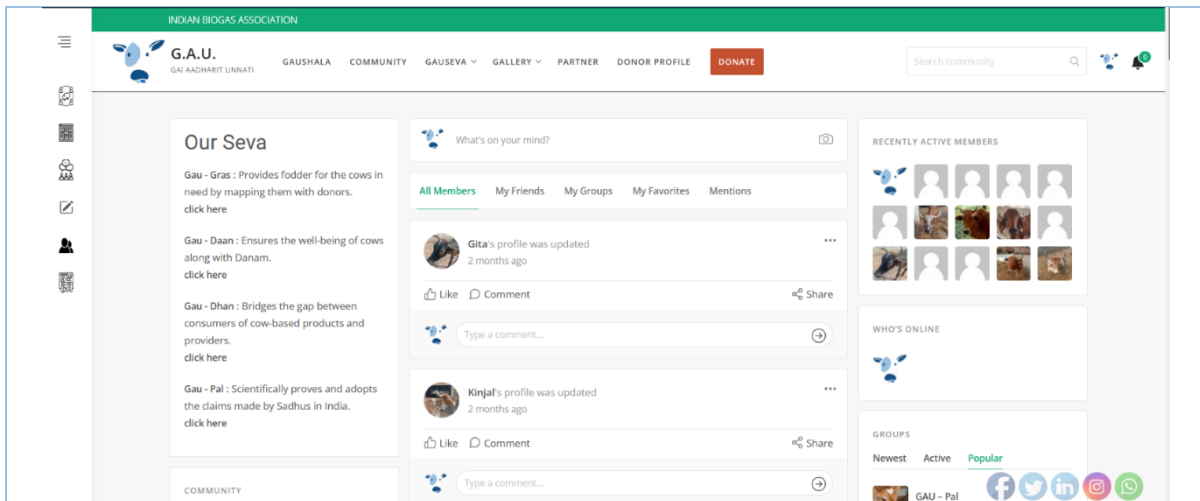 INDIAN BIOGAS ASSOCIATION
G.A.U.
GAI AADHARIT UNNATI
GAUSHALA
COMMUNITY
GAUSEVA
GALLERY
PARTNER
DONOR PROFILE
DONATE
Search community
0
Our Seva
Gau - Gras : Provides fodder for the cows in
need by mapping them with donors.
click here
Gau - Daan : Ensures the well-being of cows
along with Danam.
click here
Gau - Dhan : Bridges the gap between
consumers of cow-based products and
providers.
click here
Gau - Pal : Scientifically proves and adopts
the claims made by Sadhus in India.
click here
COMMUNITY
What's on your mind?
All Members
My Friends
My Groups
My Favorites
Mentions
Gita's profile was updated
2 months ago
Like
Comment
Share
Type a comment...
Kinjal's profile was updated
2 months ago
Like
Comment
Share
Type a comment...
RECENTLY ACTIVE MEMBERS
WHO'S ONLINE
GROUPS
Newest
Active
Popular
GAU – Pal